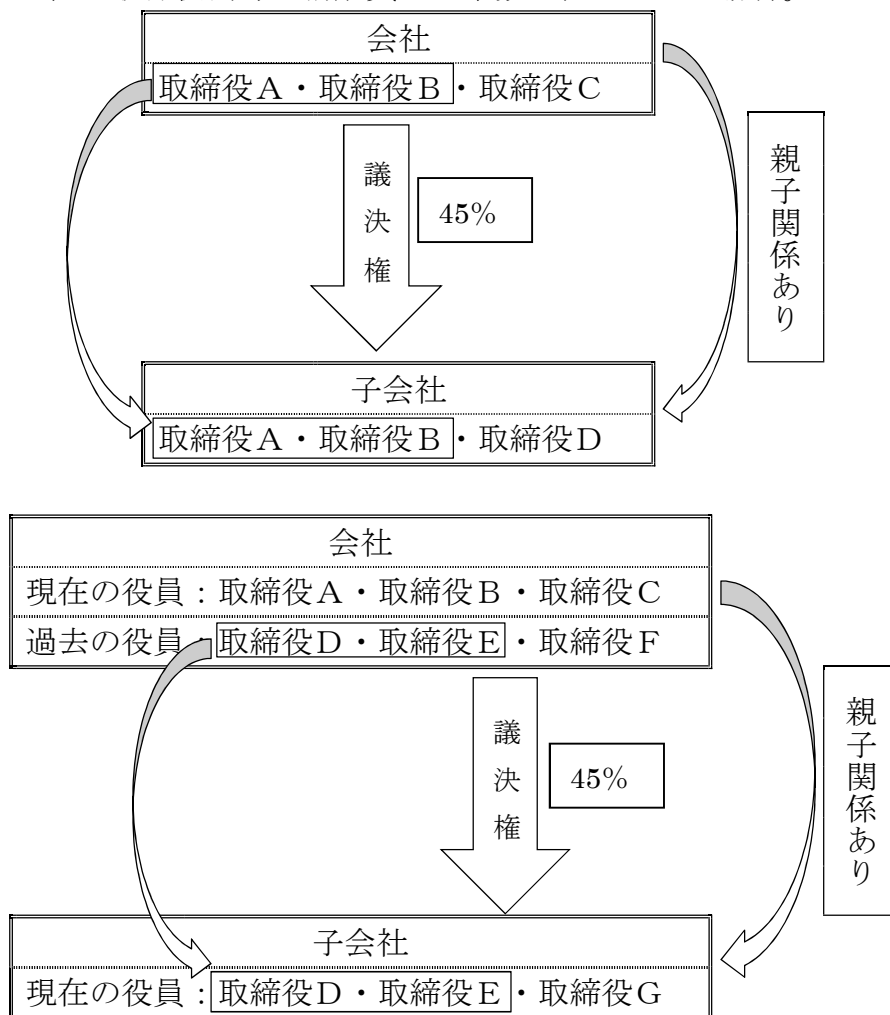 会社
取締役A・取締役B・取締役C
議決権
45%
親子関係あり
子会社
取締役A・取締役B・取締役D
会社
現在の役員:取締役A・取締役B・取締役C
過去の役員:取締役D・取締役E・取締役F
議決権
45%
親子関係あり
子会社
現在の役員:取締役D・取締役E・取締役G